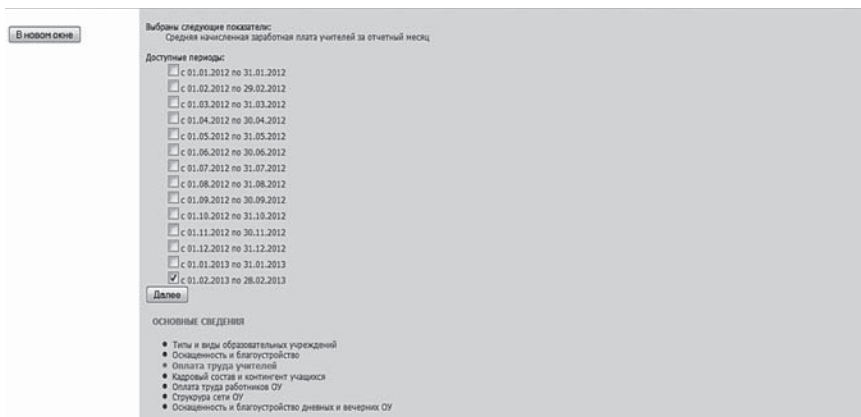 В новом окне
Выбраны следующие показатели:
Средняя начисленная заработная плата учителей за отчетный месяц
Доступные периоды:
с 01.01.2012 по 31.01.2012
с 01.02.2012 по 29.02.2012
с 01.03.2012 по 31.03.2012
с 01.04.2012 по 30.04.2012
с 01.05.2012 по 31.05.2012
с 01.06.2012 по 30.06.2012
с 01.07.2012 по 31.07.2012
с 01.08.2012 по 31.08.2012
с 01.09.2012 по 30.09.2012
с 01.10.2012 по 31.10.2012
с 01.11.2012 по 30.11.2012
с 01.12.2012 по 31.12.2012
с 01.01.2013 по 31.01.2013
с 01.02.2013 по 28.02.2013
Далее
ОСНОВНЫЕ СВЕДЕНИЯ
Типы и виды образовательных учреждений
Оснащенность и благоустройство
Оплата труда учителей
Кадровый состав и контингент учащихся
Оплата труда работников ОУ
Структура сети ОУ
Оснащенность и благоустройство дневных и вечерних ОУ